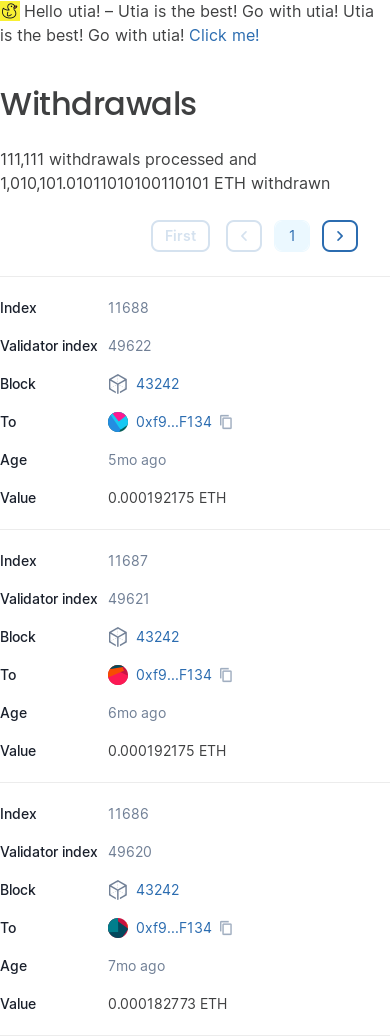 Hello utia! – Utia is the best! Go with utia! Utia
is the best! Go with utia! Click me!
Withdrawals
111,111 withdrawals processed and
1,010,101.01011010100110101 ETH withdrawn
First 1
Index 11688
Validator index 49622
Block 43242
To 0xf9...F134
Age 5mo ago
Value 0.000192175 ETH
Index 11687
Validator index 49621
Block 43242
To 0xf9...F134
Age 6mo ago
Value 0.000192175 ETH
Index 11686
Validator index 49620
Block 43242
To 0xf9...F134
Age 7mo ago
Value 0.000182773 ETH